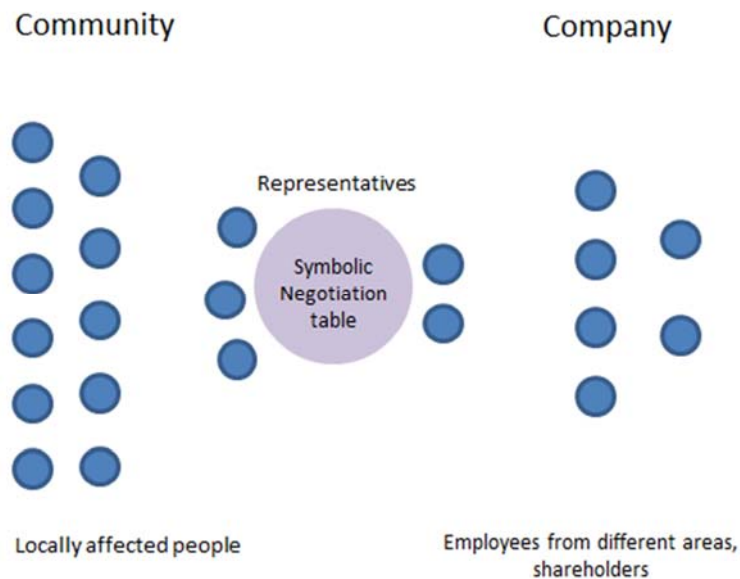 Community
Company
Representatives
Symbolic
Negotiation
table
Locally affected people
Employees from different areas,
shareholders